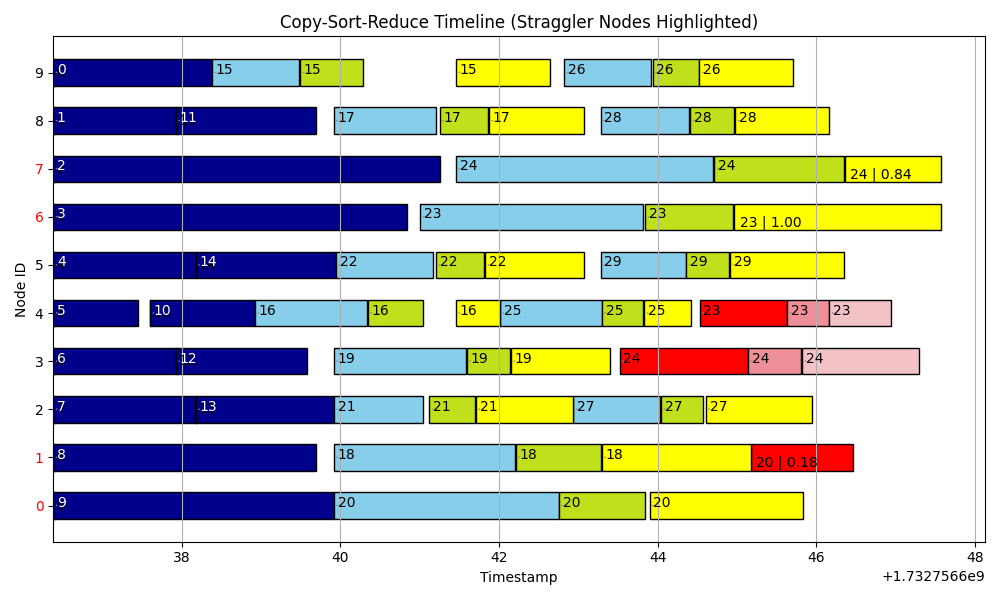 Copy-Sort-Reduce Timeline (Straggler Nodes Highlighted)
Node ID
9 0 15 15 15 26 26 26
8 1 11 17 17 17 28 28 28
7 2 24 24 24 | 0.84
6 3 23 23 23 | 1.00
5 4 14 22 22 22 29 29 29
4 5 10 16 16 16 25 25 25 23 23 23
3 6 12 19 19 19 24 24 24
2 7 13 21 21 21 27 27 27
1 8 18 18 18 20 | 0.18
0 9 20 20 20
38 40 42 44 46 48
Timestamp
+1.7327566e9